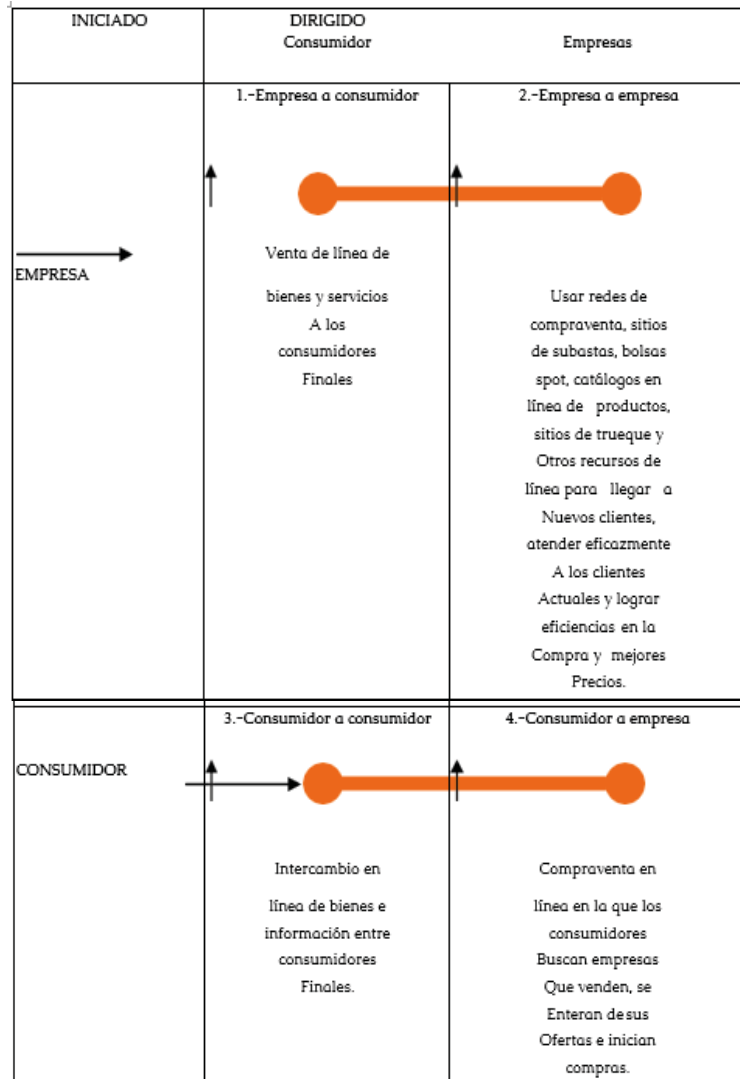 INICIADO
DIRIGIDO
Consumidor
Empresas
1.-Empresa a consumidor
2.-Empresa a empresa
EMPRESA
Venta de línea de
bienes y servicios
A los
consumidores
Finales
Usar redes de
compraventa, sitios
de subastas, bolsas
spot, catálogos en
línea de productos,
sitios de trueque y
Otros recursos de
línea para llegar a
Nuevos clientes,
atender eficazmente
A los clientes
Actuales y lograr
eficiencias en la
Compra y mejores
Precios.
3.-Consumidor a consumidor
4.-Consumidor a empresa
CONSUMIDOR
Intercambio en
línea de bienes e
información entre
consumidores
Finales.
Compraventa en
línea en la que los
consumidores
Buscan empresas
Que venden, se
Enteran de sus
Ofertas e inician
compras.